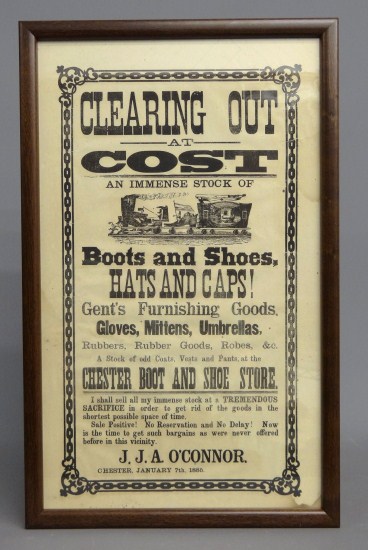 CLEARING OUT
AT
COST
AN IMMENSE STOCK OF
Boots and Shoes,
HATS AND CAPS!
Gent's Furnishing Goods,
Gloves, Mittens, Umbrellas.
Rubbers, Rubber Goods, Robes, &c.
A Stock of odd Coats, Vests and Pants, at the
CHESTER BOOT AND SHOE STORE.
I shall sell all my immense stock at a TREMENDOUS
SACRIFICE in order to get rid of the goods in the
shortest possible space of time.
Sale Positive! No Reservation and No Delay! Now
is the time to get such bargains as were never offered
before in this vicinity.
J. J. A. O'CONNOR.
CHESTER, JANUARY 7th,